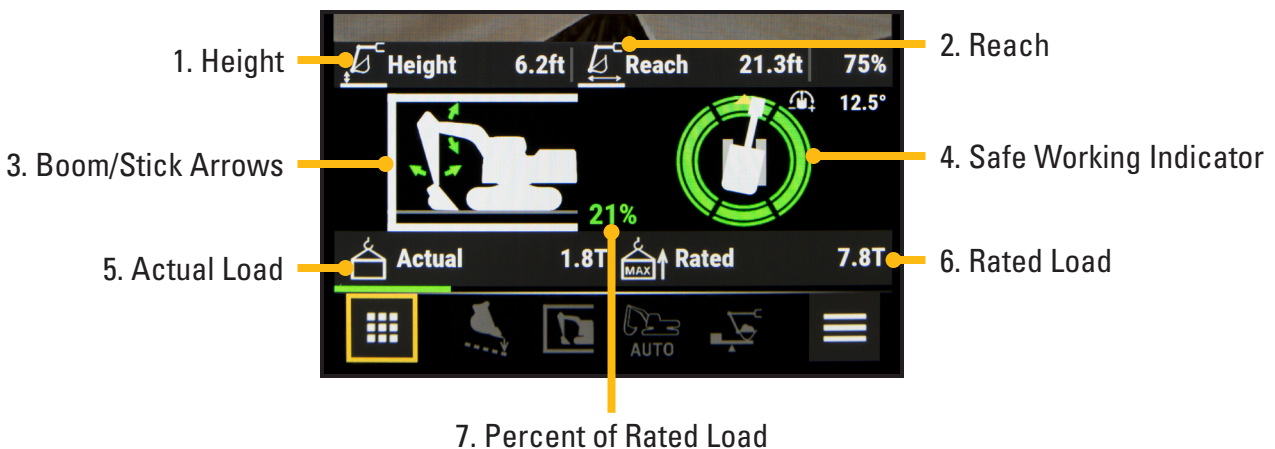 1. Height
2. Reach
Height 6.2ft Reach 21.3ft 75%
12.5°
3. Boom/Stick Arrows
4. Safe Working Indicator
21%
5. Actual Load
Actual 1.8T MAX Rated 7.8T
6. Rated Load
AUTO
7. Percent of Rated Load